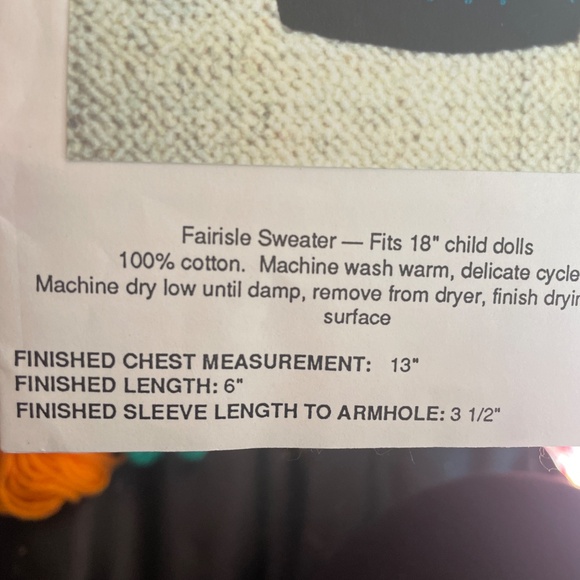 Fairisle Sweater — Fits 18" child dolls
100% cotton. Machine wash warm, delicate cycle
Machine dry low until damp, remove from dryer, finish
surface
FINISHED CHEST MEASUREMENT: 13"
FINISHED LENGTH: 6"
FINISHED SLEEVE LENGTH TO ARMHOLE: 3 1/2"